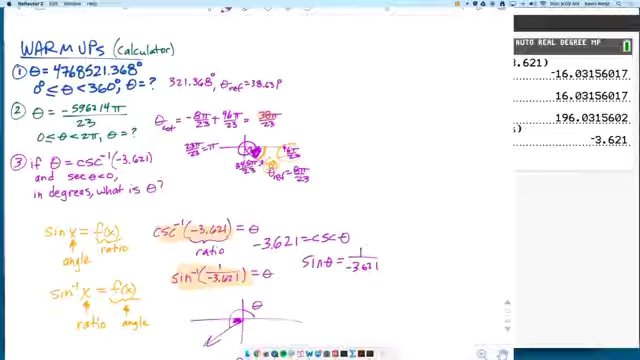 WARM UPs (calculator)
① θ = 4768521.368°
0° ≤ θ < 360°, θ = ?
321.368°, θref = 38.63
② θ = -596214π/23
0 ≤ θ < 2π, θ = ?
θcot = -8π/23 + 46π/23 = 38π/23
23π/23 = π
46π/23
θref = 8π/23
③ if θ = csc⁻¹(-3.621)
and sec θ < 0,
in degrees, what is θ?
sin x = f(x)
angle
ratio
sin⁻¹ x = f(x)
ratio
angle
csc⁻¹(-3.621) = θ
ratio
sin⁻¹(1/-3.621) = θ
-3.621 = csc θ
sin θ = 1/-3.621
θ
AUTO REAL DEGREE MP
.621)
-16.03156017
16.03156017
196.0315602
-3.621